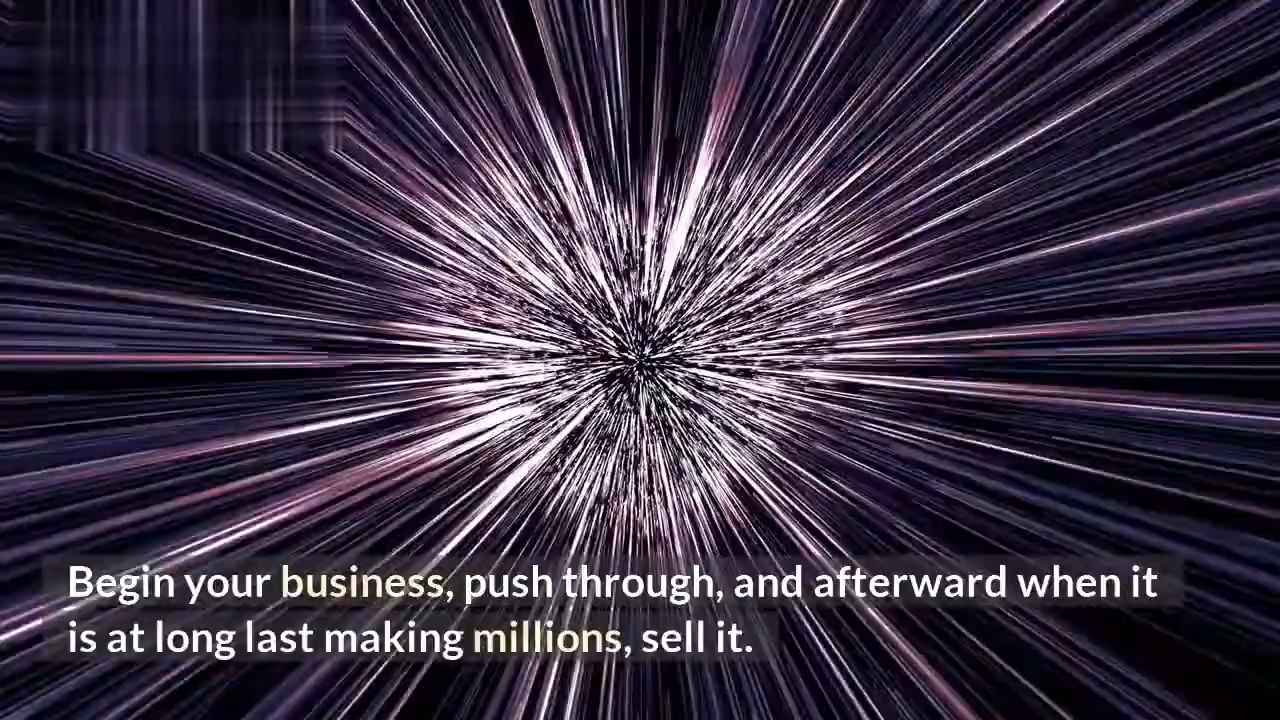 Begin your business, push through, and afterward when it
is at long last making millions, sell it.